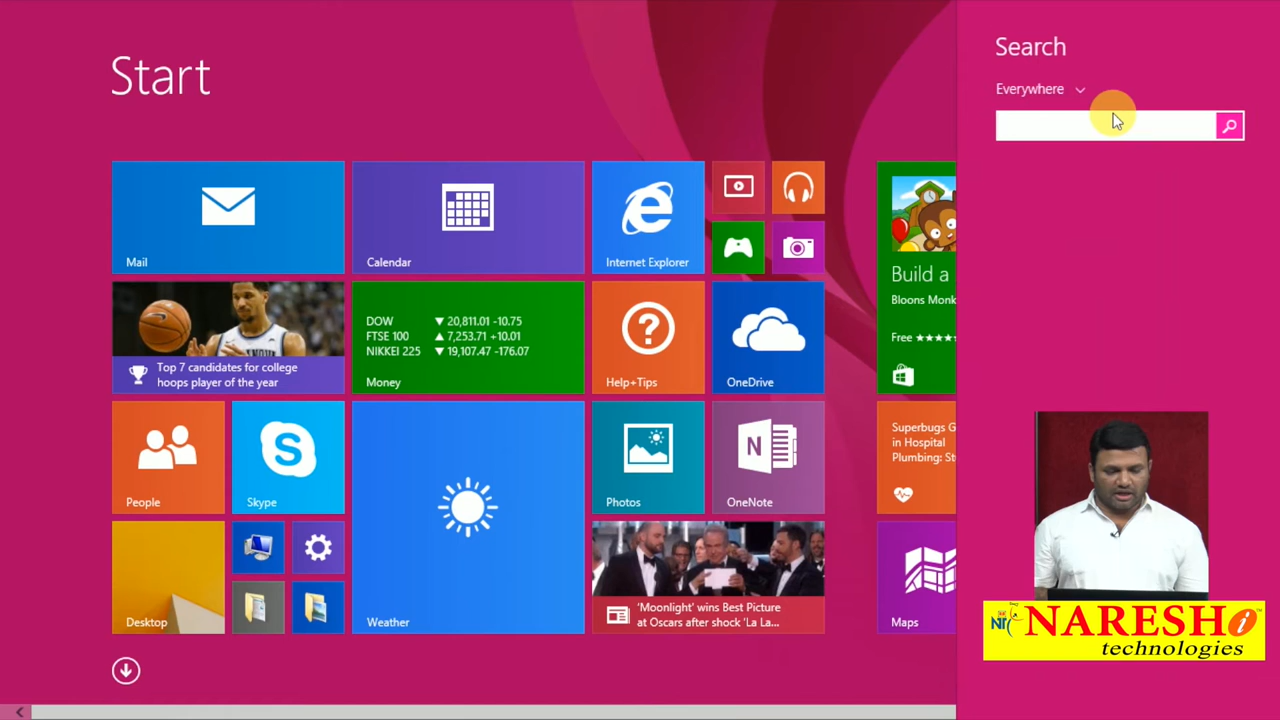 Start
Search
Everywhere
Mail
Calendar
Internet Explorer
Build a
Bloons Monk
Free
Top 7 candidates for college
hoops player of the year
DOW ▼ 20,811.01 -10.75
FTSE 100 ▲ 7,253.71 +10.01
NIKKEI 225 ▼ 19,107.47 -176.07
Money
Help+Tips
OneDrive
People
Skype
Weather
Photos
N
OneNote
Superbugs G
in Hospital
Plumbing: St
Desktop
'Moonlight' wins Best Picture
at Oscars after shock 'La La...
Maps
NARESH i
technologies